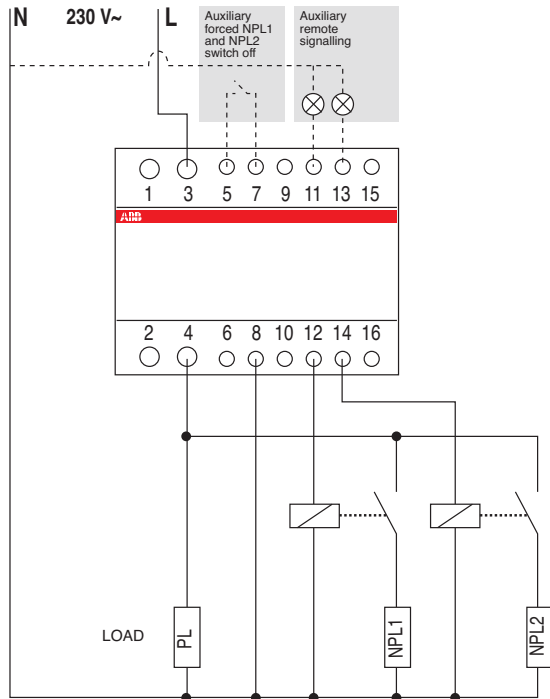 N 230 V~ L
Auxiliary
forced NPL1
and NPL2
switch off
Auxiliary
remote
signalling
1 3 5 7 9 11 13 15
ABB
2 4 6 8 10 12 14 16
LOAD
PL
NPL1
NPL2